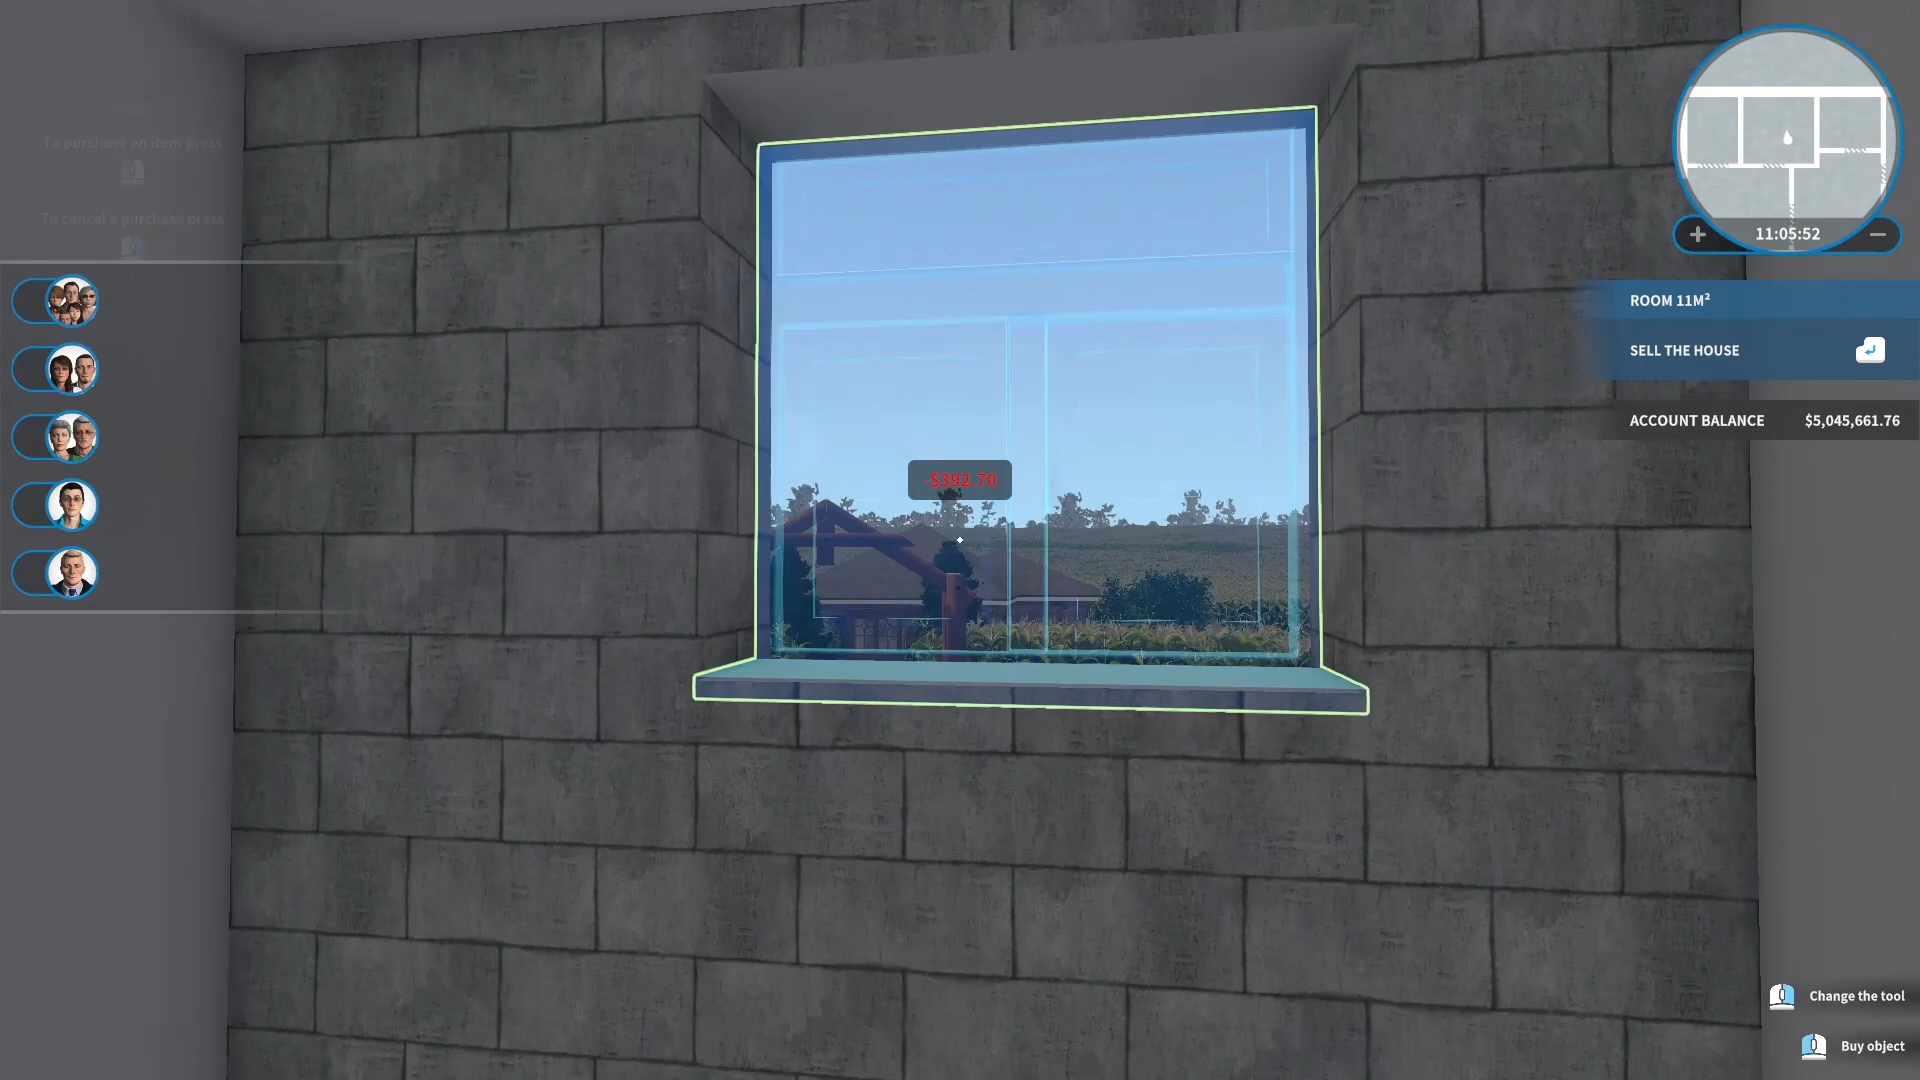 To purchase an item press
To cancel a purchase press
11:05:52
ROOM 11M²
SELL THE HOUSE
ACCOUNT BALANCE $5,045,661.76
-$392.70
Change the tool
Buy object